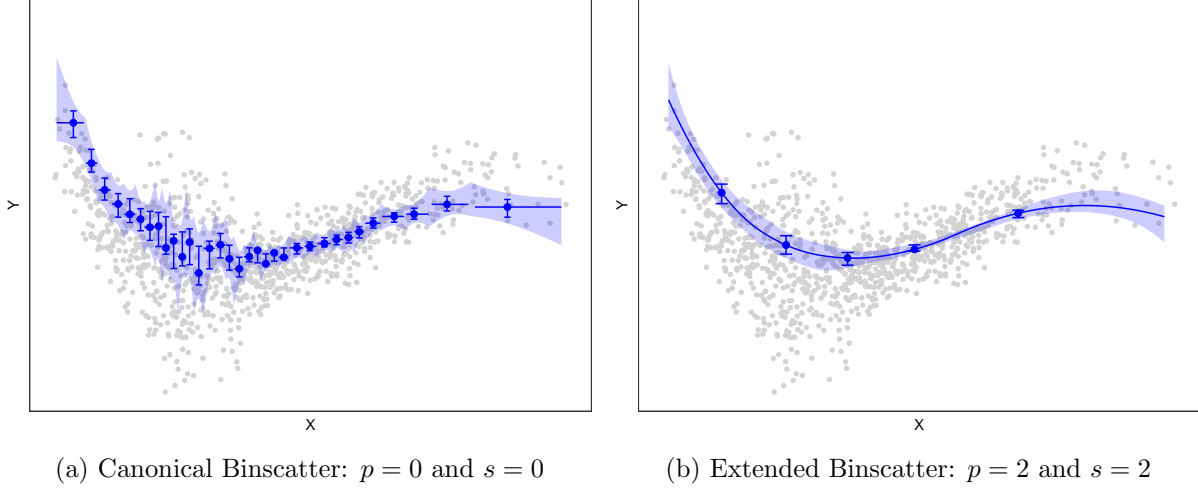 Y
X
(a) Canonical Binscatter: p = 0 and s = 0
Y
X
(b) Extended Binscatter: p = 2 and s = 2